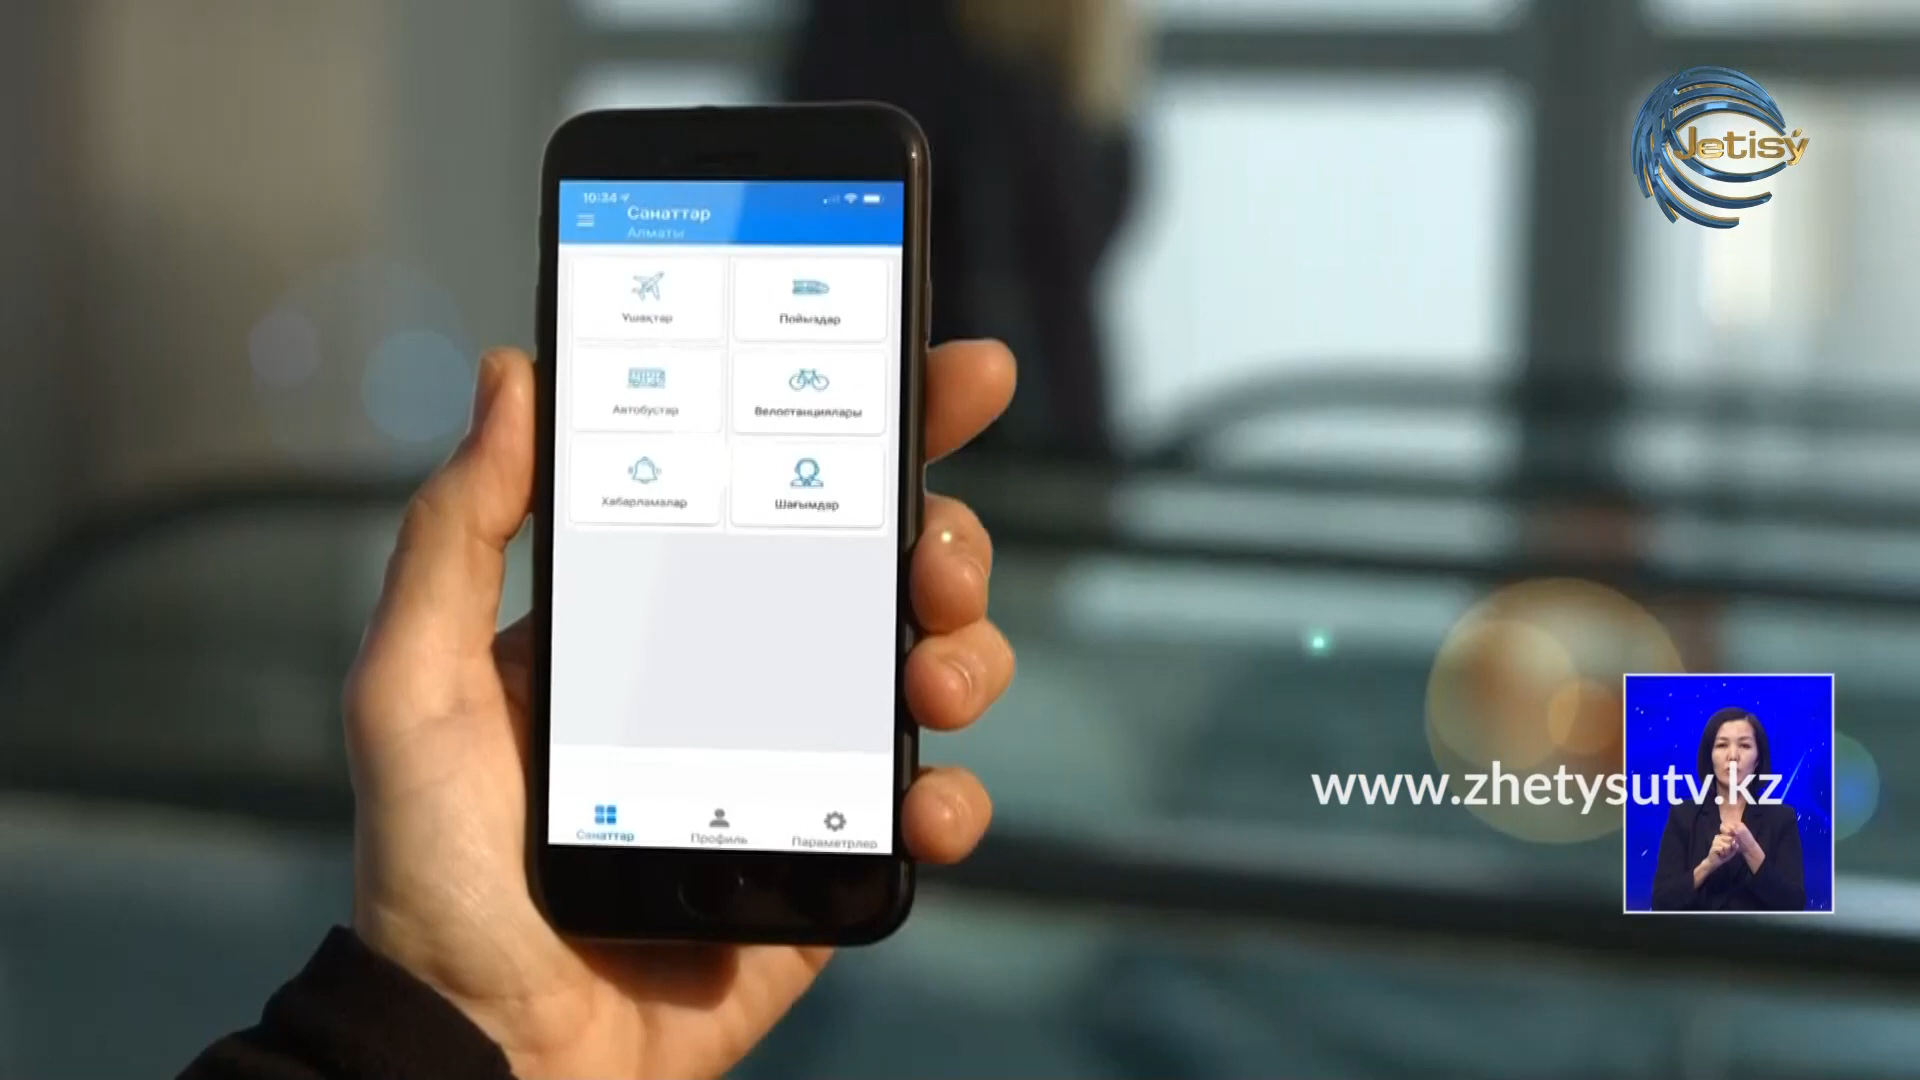 Jetisý
10:34
Санаттар
Алматы
Ұшақтар
Пойыздар
Автобустар
Велостанциялары
Хабарламалар
Шағымдар
www.zhetysutv.kz
Санаттар
Профиль
Параметрлер